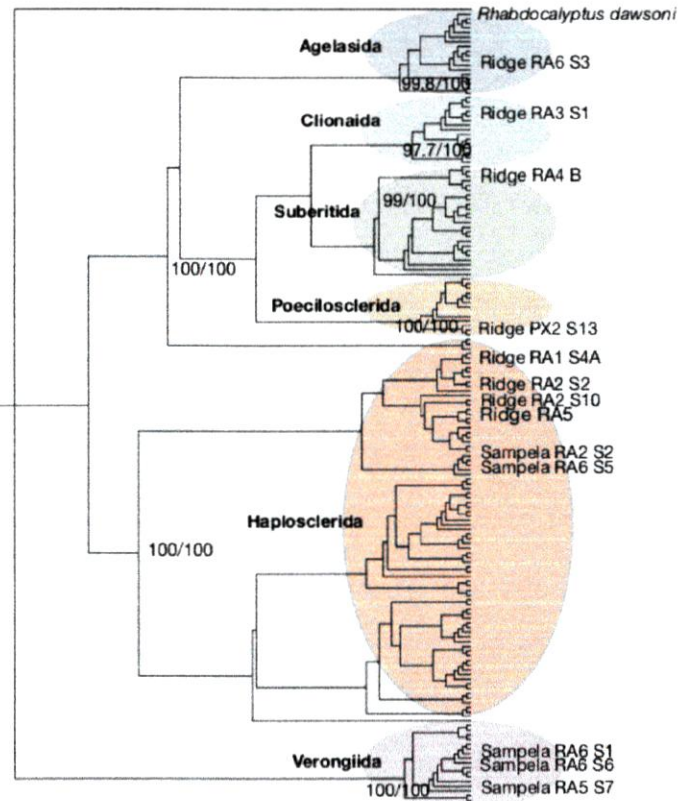 Rhabdocalyptus dawsoni
Agelasida
Ridge RA6 S3
99.8/100
Ridge RA3 S1
Clionaida
97.7/100
Ridge RA4 B
99/100
Suberitida
100/100
Poecilosclerida
100/100
Ridge PX2 S13
Ridge RA1 S4A
Ridge RA2 S2
Ridge RA2 S10
Ridge RA5
Sampela RA2 S2
Sampela RA6 S5
Haplosclerida
100/100
Sampela RA6 S1
Verongiida
Sampela RA6 S6
Sampela RA5 S7
100/100